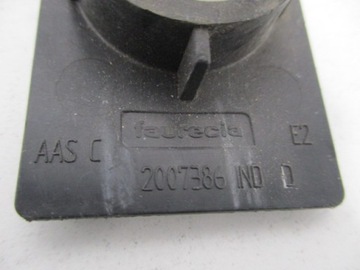 faurecia
AAS C E2
2007386 IND D